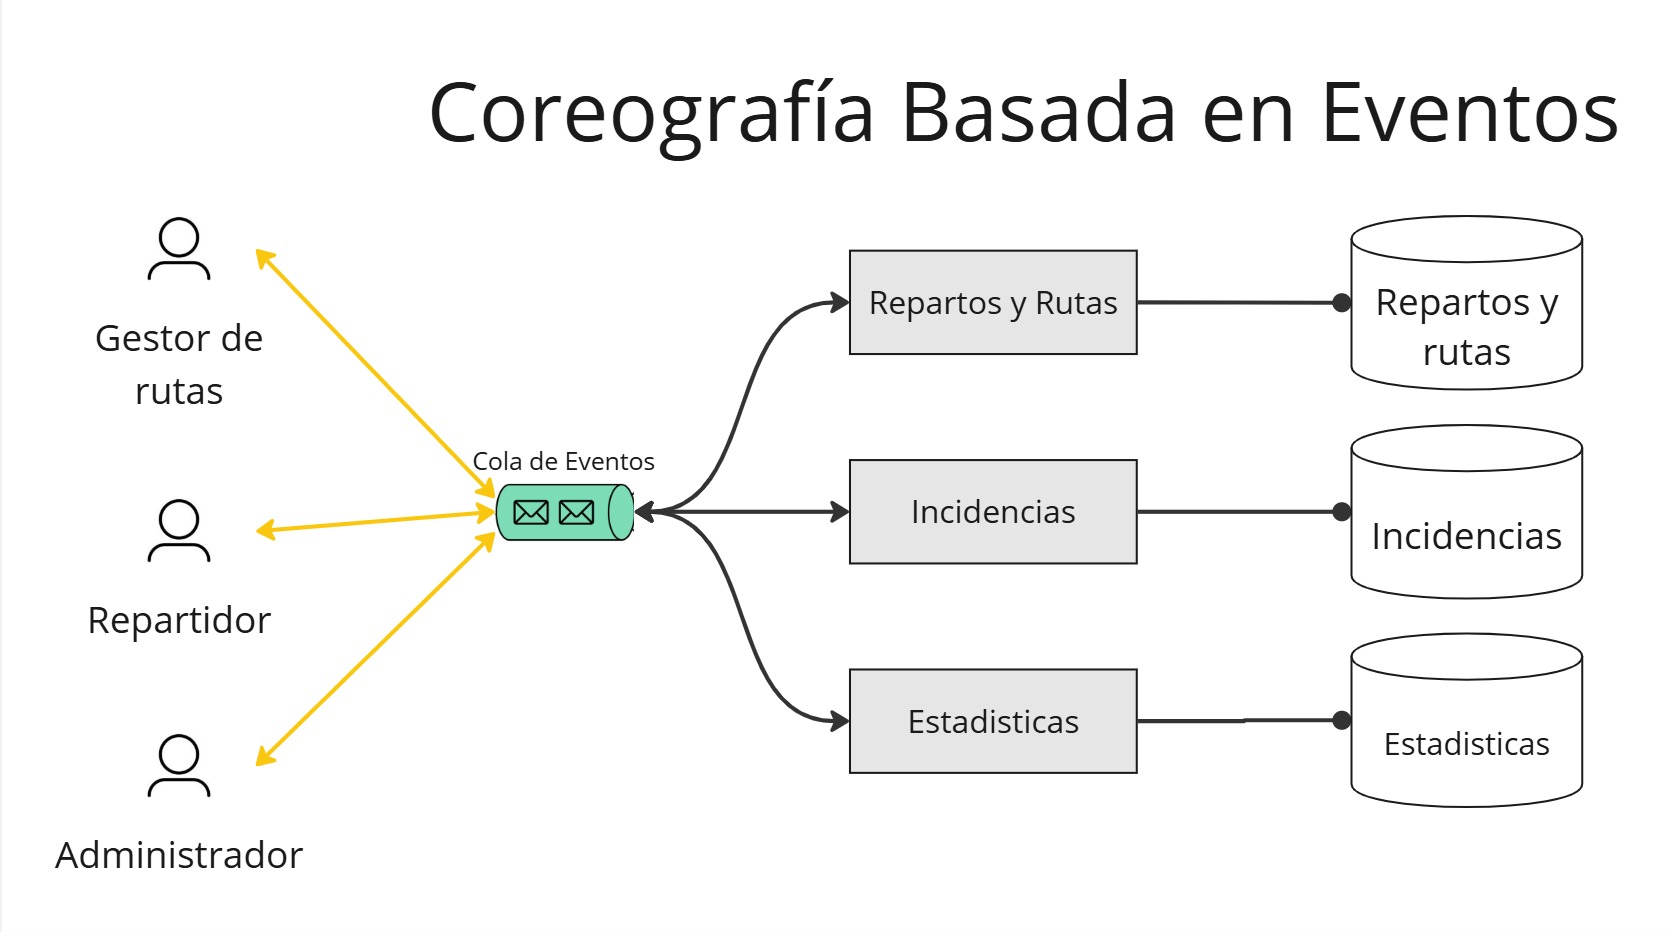 Coreografía Basada en Eventos
Gestor de
rutas
Repartidor
Administrador
Cola de Eventos
Repartos y Rutas
Incidencias
Estadisticas
Repartos y
rutas
Incidencias
Estadisticas